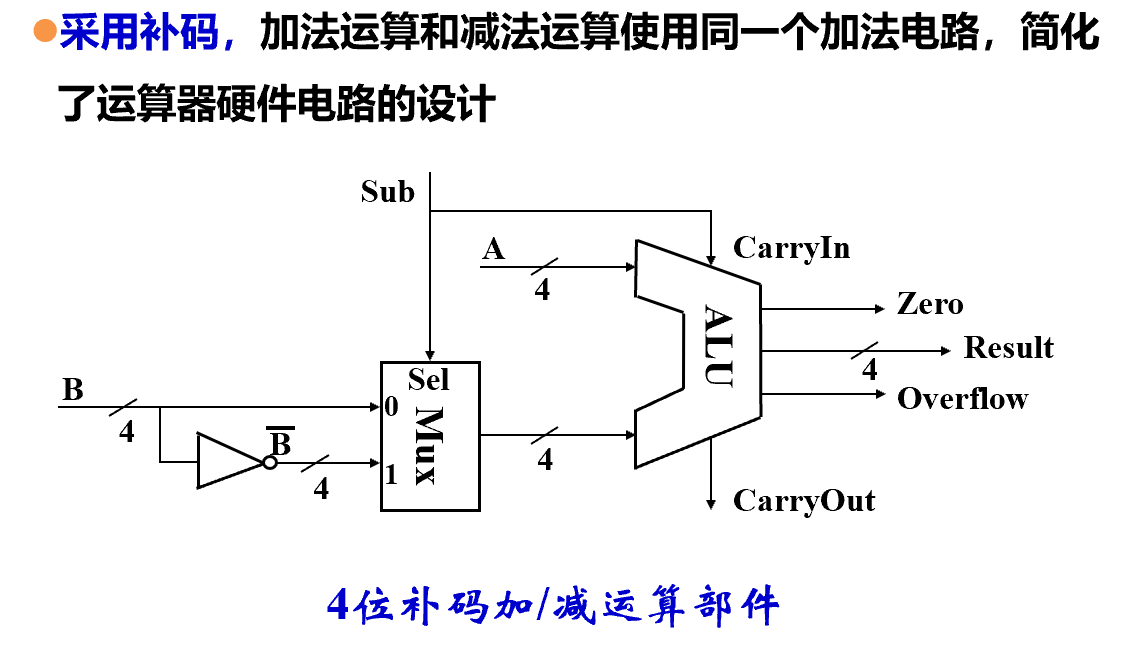 采用补码，加法运算和减法运算使用同一个加法电路，简化
了运算器硬件电路的设计
Sub
A
4
CarryIn
Zero
ALU
Result
4
Overflow
B
4
Sel
0
Mux
B̅
4
1
4
CarryOut
4位补码加/减运算部件